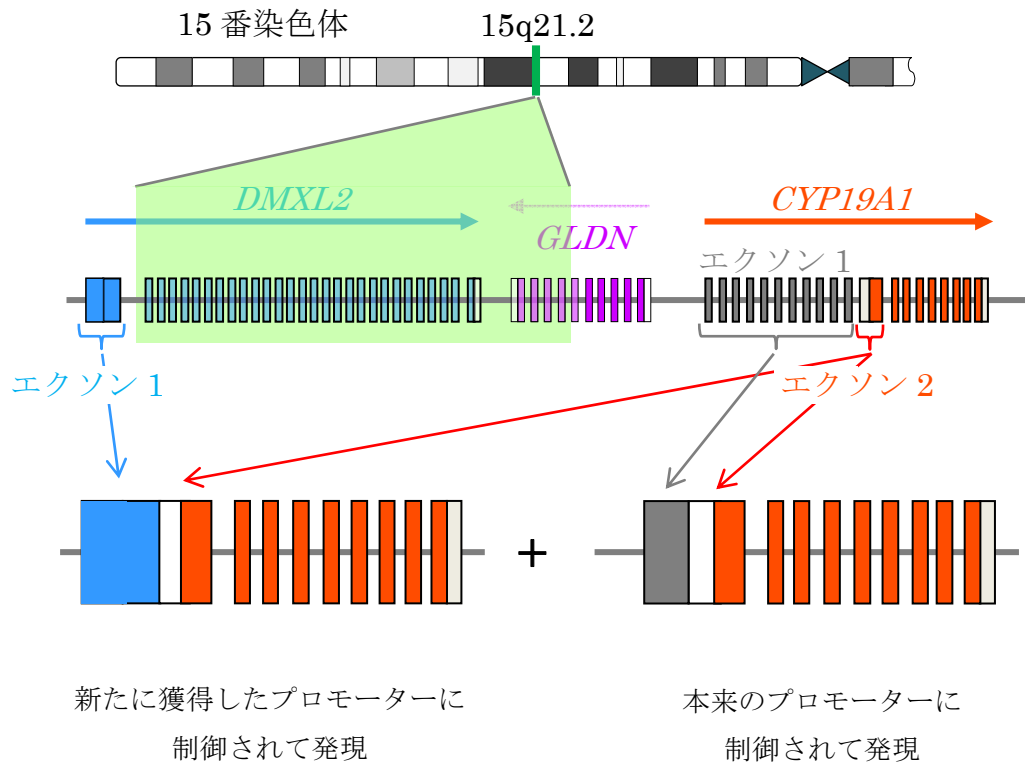 15 番染色体
15q21.2
DMXL2
CYP19A1
GLDN
エクソン 1
エクソン 1
エクソン 2
+
新たに獲得したプロモーターに
制御されて発現
本来のプロモーターに
制御されて発現